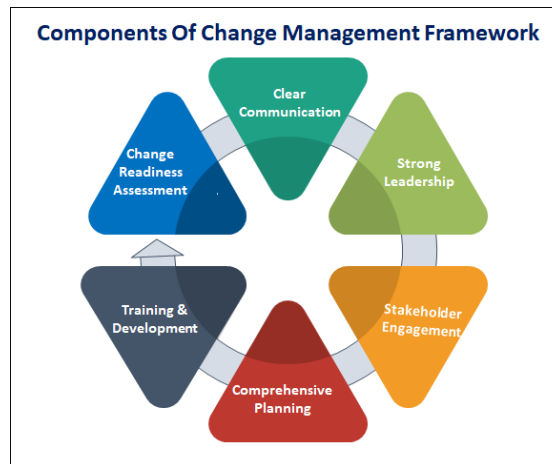 Components Of Change Management Framework
Clear
Communication
Strong
Leadership
Stakeholder
Engagement
Comprehensive
Planning
Training &
Development
Change
Readiness
Assessment